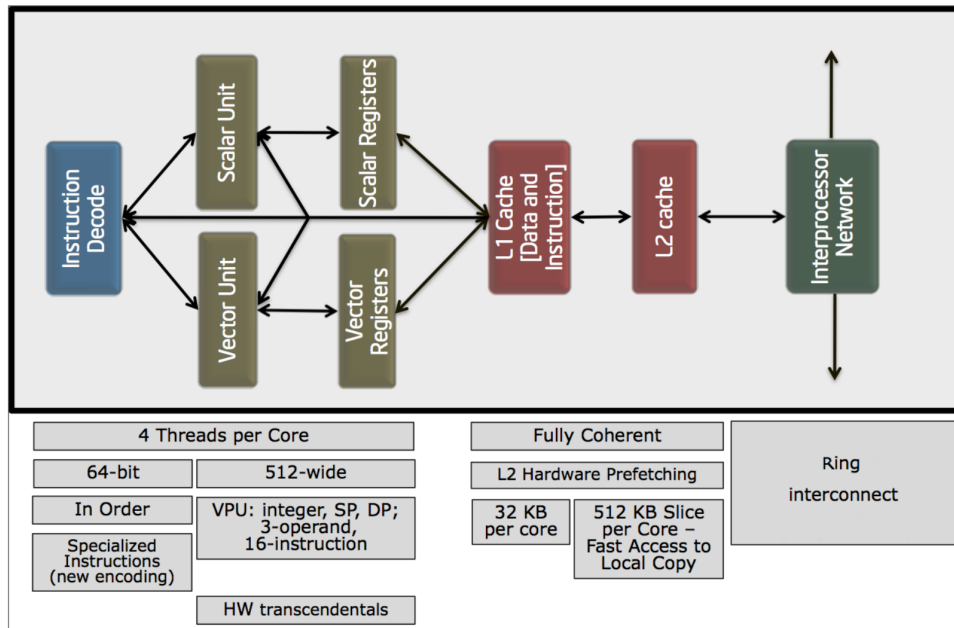 Instruction
Decode
Scalar Unit
Scalar Registers
Vector Unit
Vector
Registers
L1 Cache
[Data and
Instruction]
L2 cache
Interprocessor
Network
4 Threads per Core
64-bit
512-wide
In Order
VPU: integer, SP, DP;
3-operand,
16-instruction
Specialized
Instructions
(new encoding)
HW transcendentals
Fully Coherent
L2 Hardware Prefetching
32 KB
per core
512 KB Slice
per Core –
Fast Access to
Local Copy
Ring
interconnect